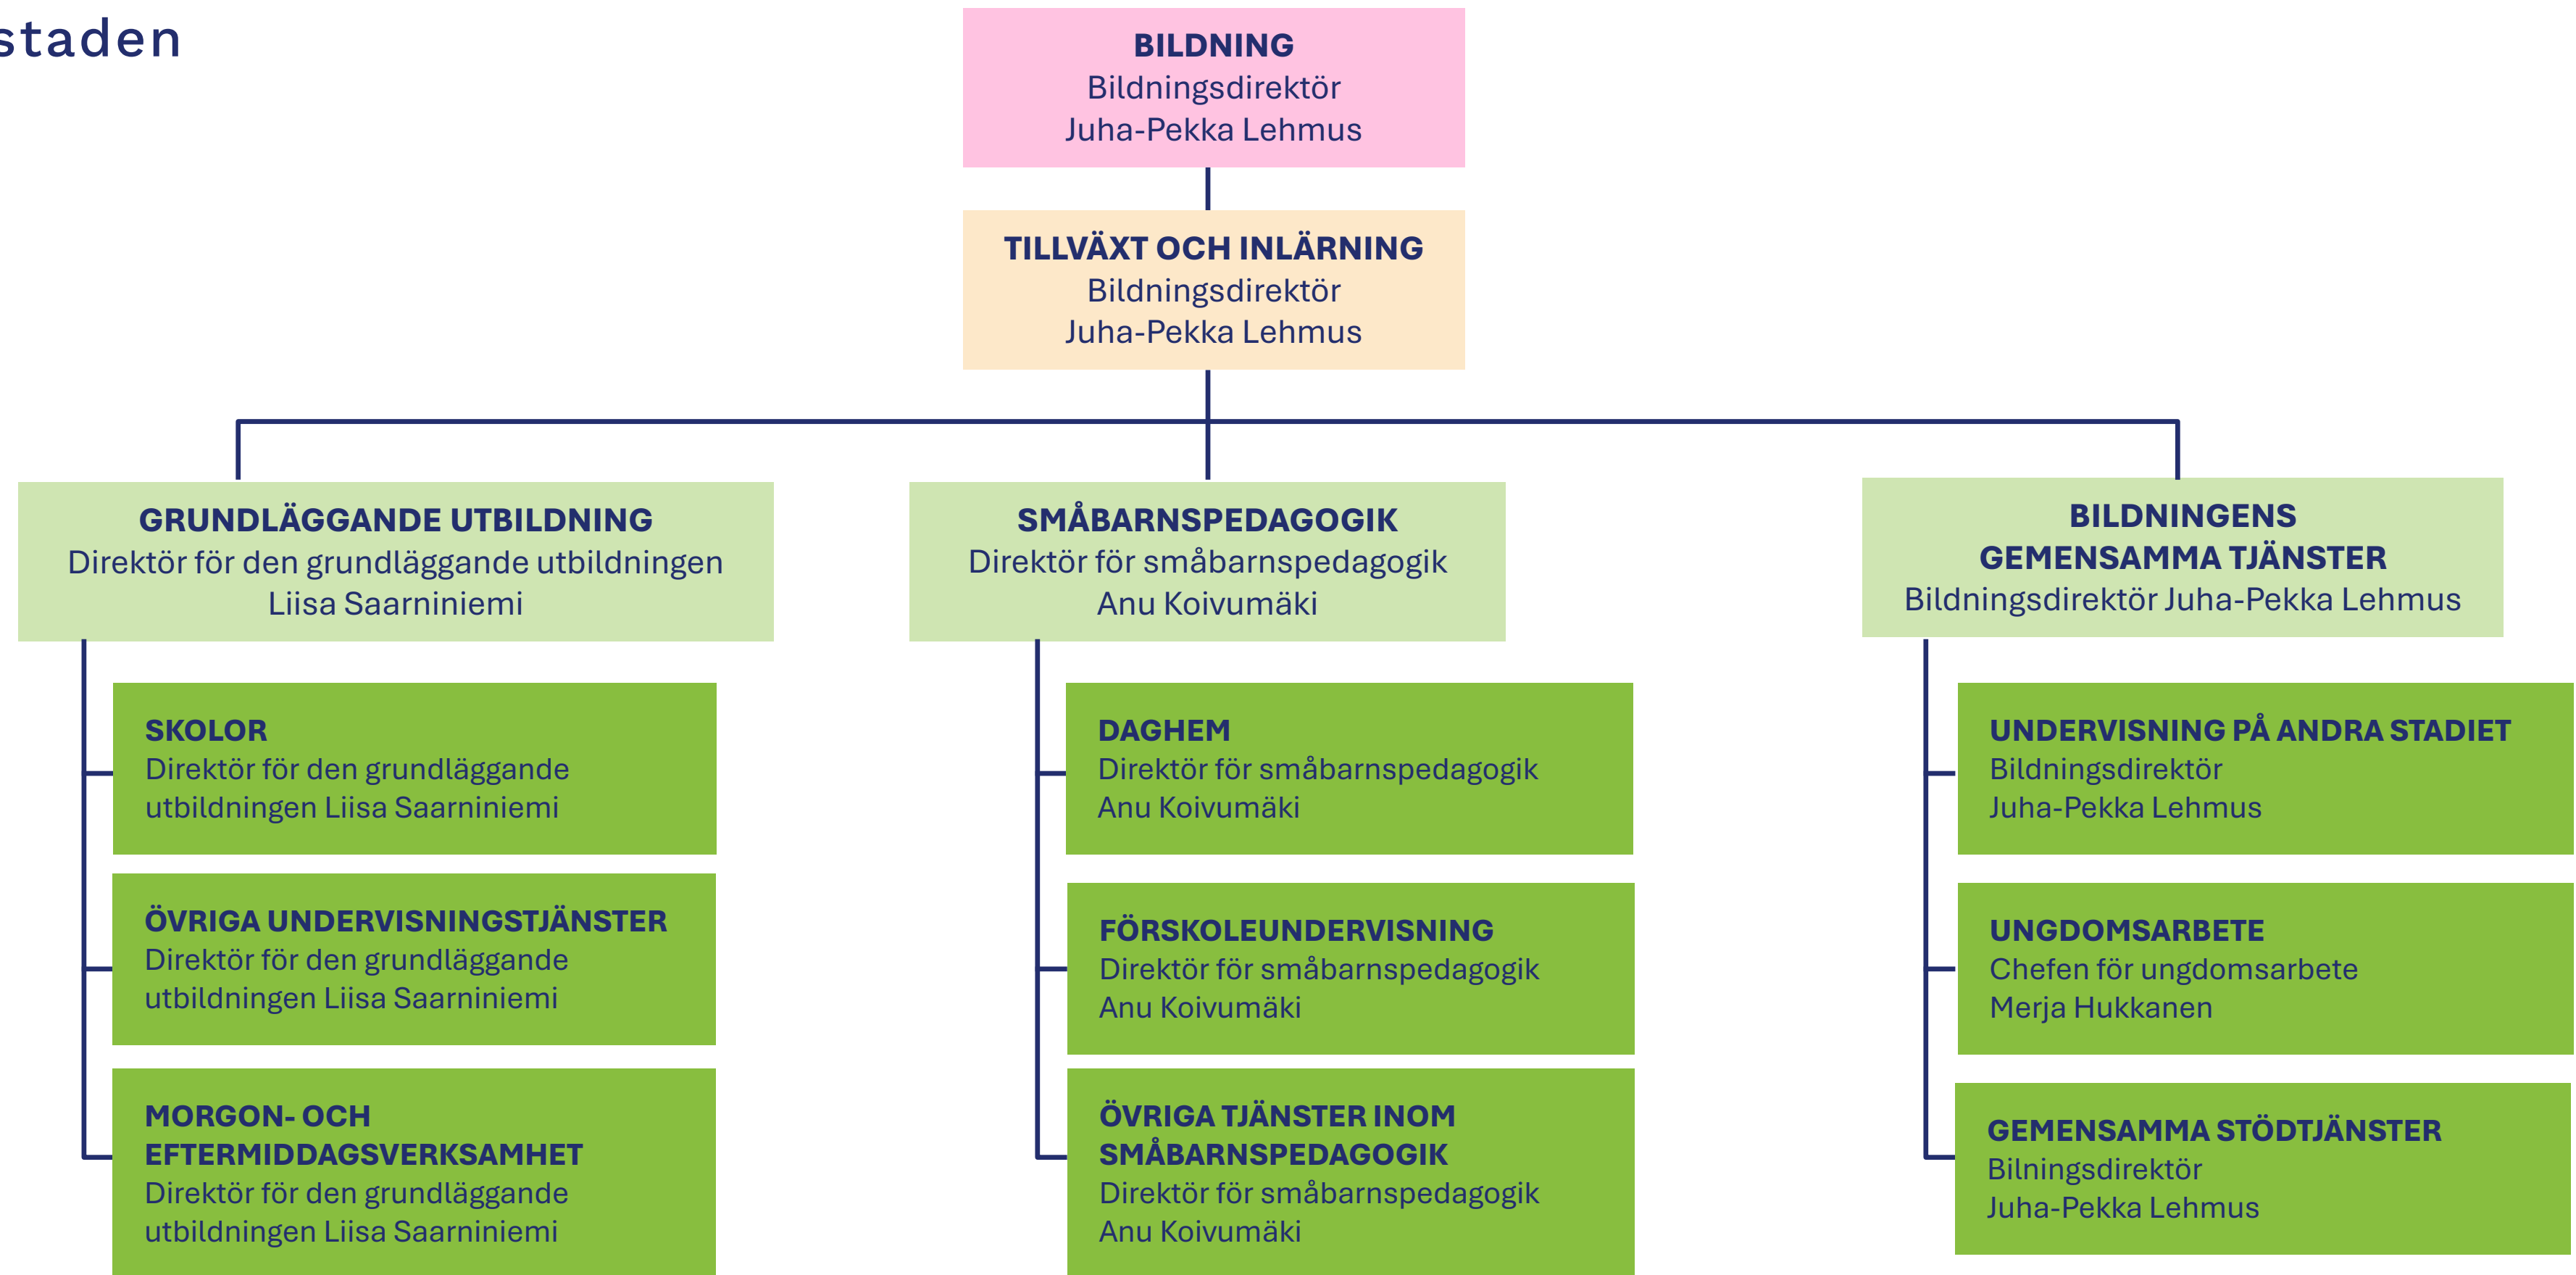 staden
BILDNING
Bildningsdirektör
Juha-Pekka Lehmus
TILLVÄXT OCH INLÄRNING
Bildningsdirektör
Juha-Pekka Lehmus
GRUNDLÄGGANDE UTBILDNING
Direktör för den grundläggande utbildningen
Liisa Saarniniemi
SKOLOR
Direktör för den grundläggande
utbildningen Liisa Saarniniemi
ÖVRIGA UNDERVISNINGSTJÄNSTER
Direktör för den grundläggande
utbildningen Liisa Saarniniemi
MORGON- OCH
EFTERMIDDAGSVERKSAMHET
Direktör för den grundläggande
utbildningen Liisa Saarniniemi
SMÅBARNSPEDAGOGIK
Direktör för småbarnspedagogik
Anu Koivumäki
DAGHEM
Direktör för småbarnspedagogik
Anu Koivumäki
FÖRSKOLEUNDERVISNING
Direktör för småbarnspedagogik
Anu Koivumäki
ÖVRIGA TJÄNSTER INOM
SMÅBARNSPEDAGOGIK
Direktör för småbarnspedagogik
Anu Koivumäki
BILDNINGENS
GEMENSAMMA TJÄNSTER
Bildningsdirektör Juha-Pekka Lehmus
UNDERVISNING PÅ ANDRA STADIET
Bildningsdirektör
Juha-Pekka Lehmus
UNGDOMSARBETE
Chefen för ungdomsarbete
Merja Hukkanen
GEMENSAMMA STÖDTJÄNSTER
Bilningsdirektör
Juha-Pekka Lehmus